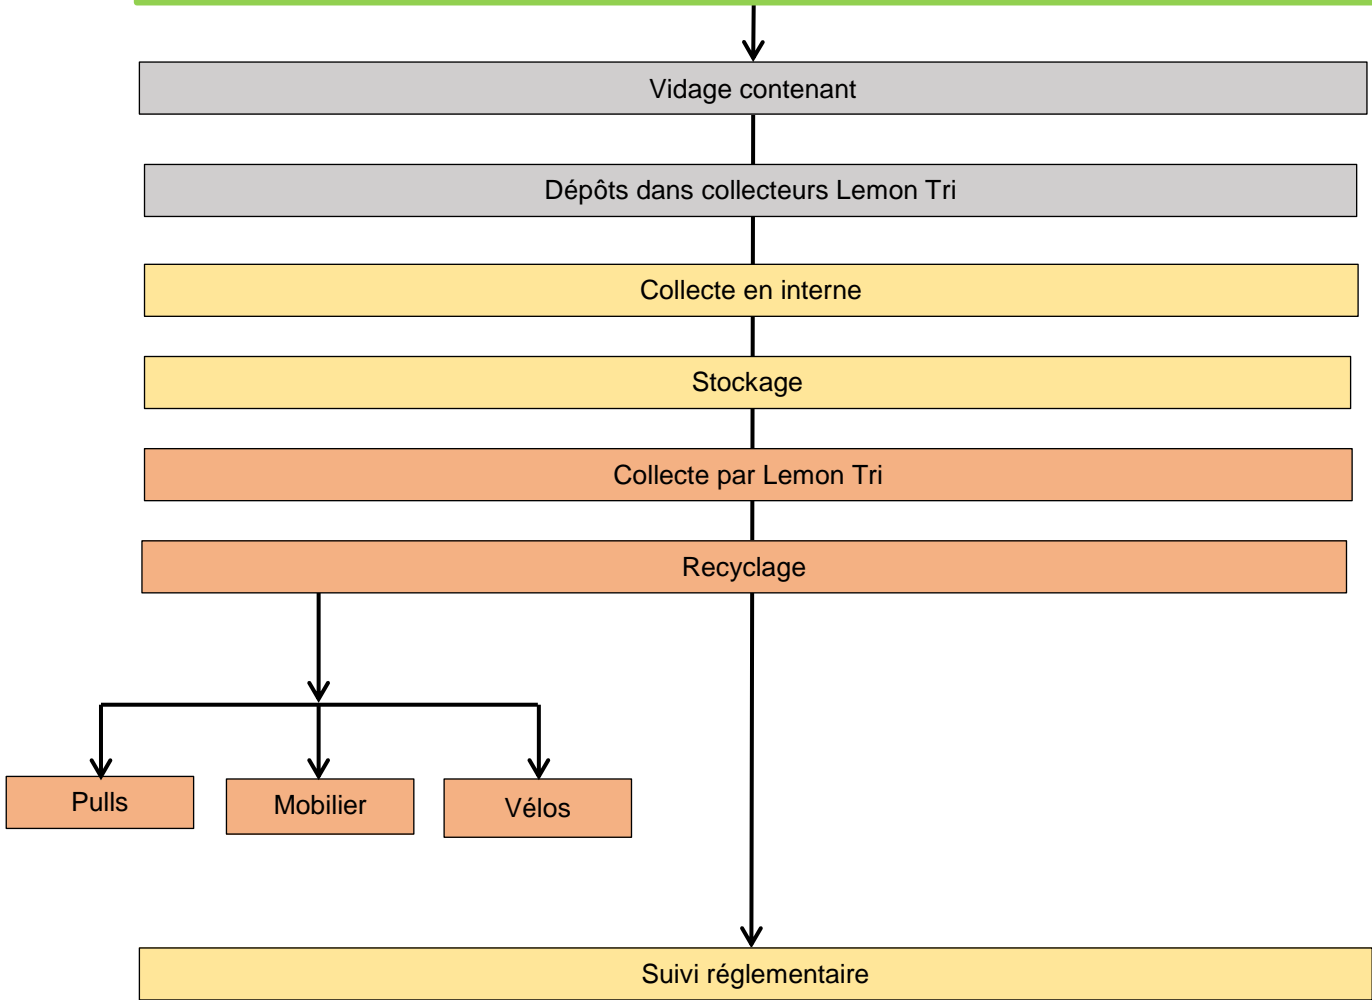 Vidage contenant
Dépôts dans collecteurs Lemon Tri
Collecte en interne
Stockage
Collecte par Lemon Tri
Recyclage
Pulls
Mobilier
Vélos
Suivi réglementaire